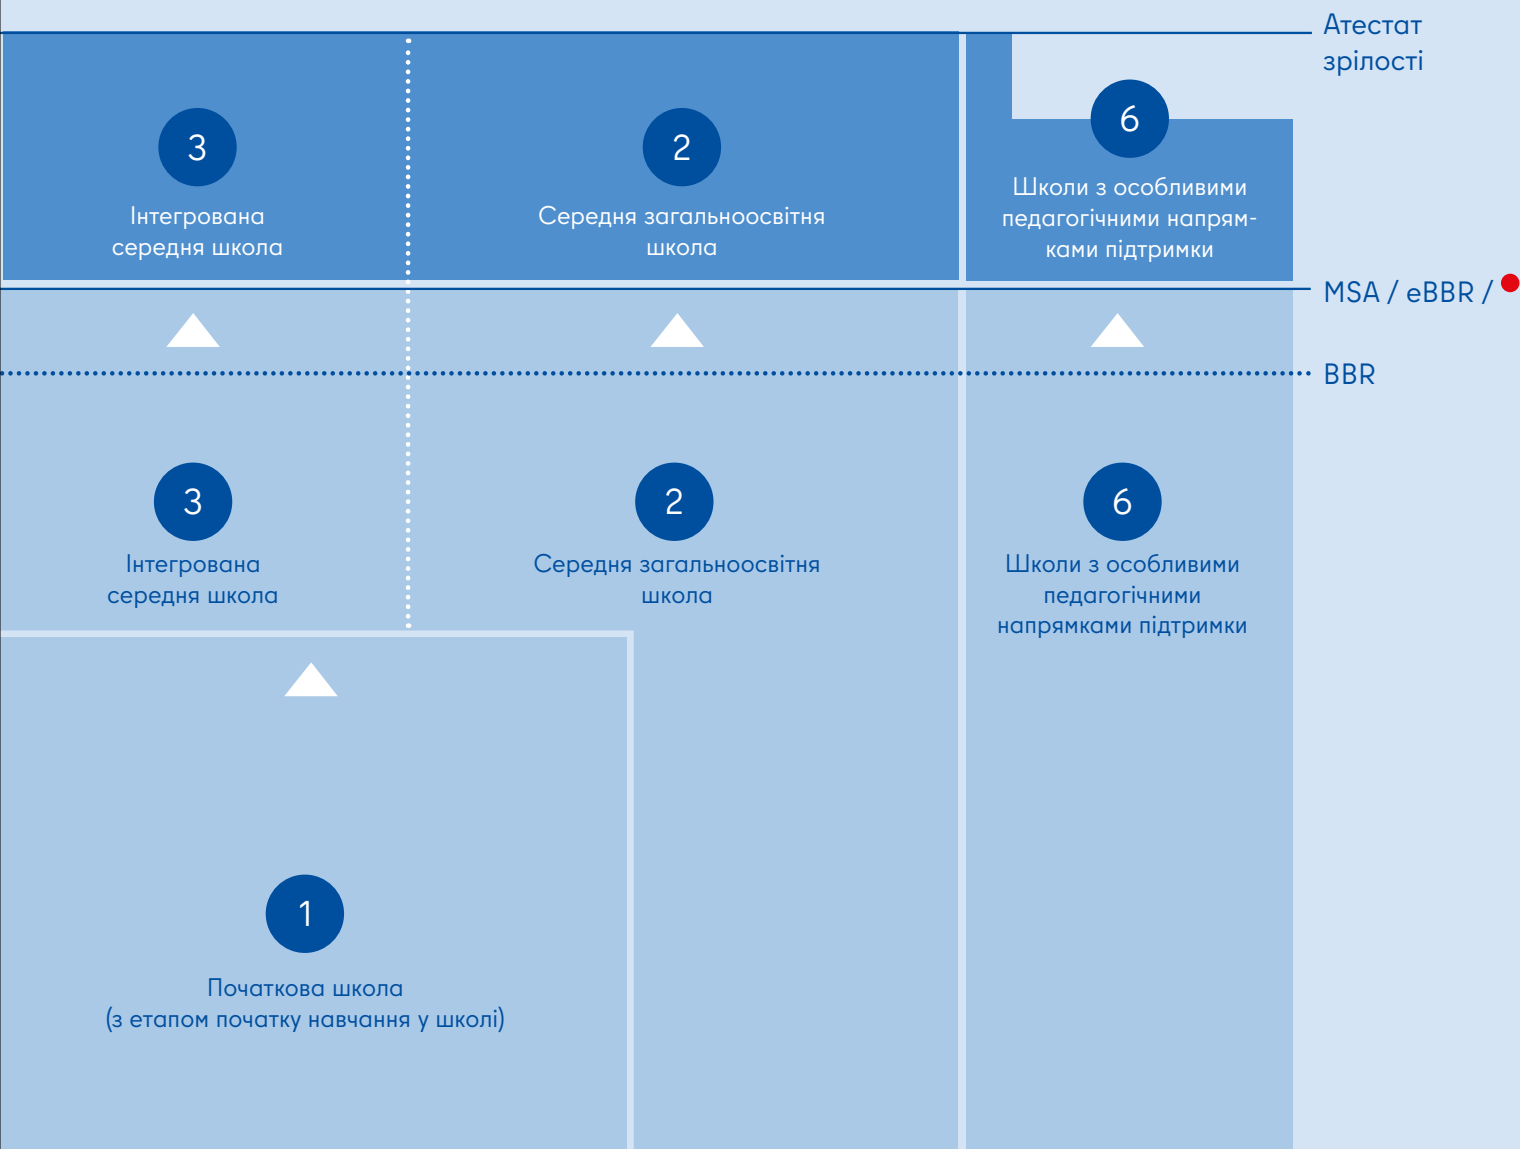 Атестат
зрілості
3
Інтегрована
середня школа
2
Середня загальноосвітня
школа
6
Школи з особливими
педагогічними напрям-
ками підтримки
MSA / eBBR /
BBR
3
Інтегрована
середня школа
2
Середня загальноосвітня
школа
6
Школи з особливими
педагогічними
напрямками підтримки
1
Початкова школа
(з етапом початку навчання у школі)